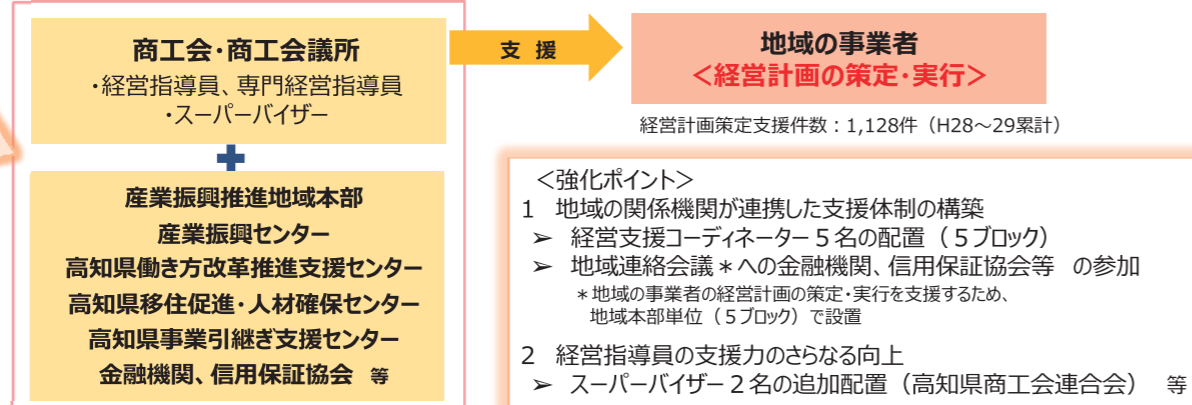 商工会・商工会議所
・経営指導員、専門経営指導員
・スーパーバイザー
支 援
地域の事業者
<経営計画の策定・実行>
経営計画策定支援件数：1,128件（H28～29累計）
産業振興推進地域本部
産業振興センター
高知県働き方改革推進支援センター
高知県移住促進・人材確保センター
高知県事業引継ぎ支援センター
金融機関、信用保証協会 等
<強化ポイント>
1 地域の関係機関が連携した支援体制の構築
➢ 経営支援コーディネーター５名の配置（５ブロック）
➢ 地域連絡会議＊への金融機関、信用保証協会等 の参加
＊地域の事業者の経営計画の策定・実行を支援するため、
地域本部単位（５ブロック）で設置
2 経営指導員の支援力のさらなる向上
➢ スーパーバイザー２名の追加配置（高知県商工会連合会） 等